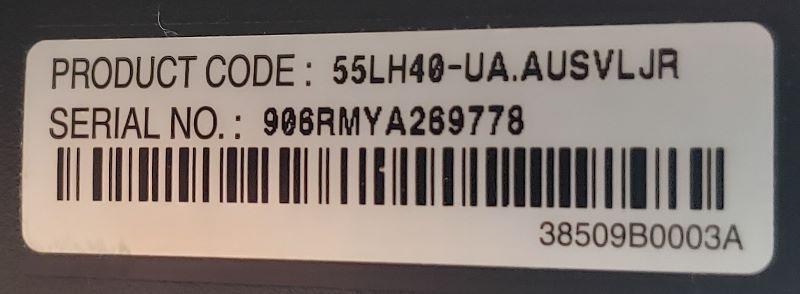 PRODUCT CODE : 55LH40-UA.AUSVLJR
SERIAL NO. : 906RMYA269778
38509B0003A